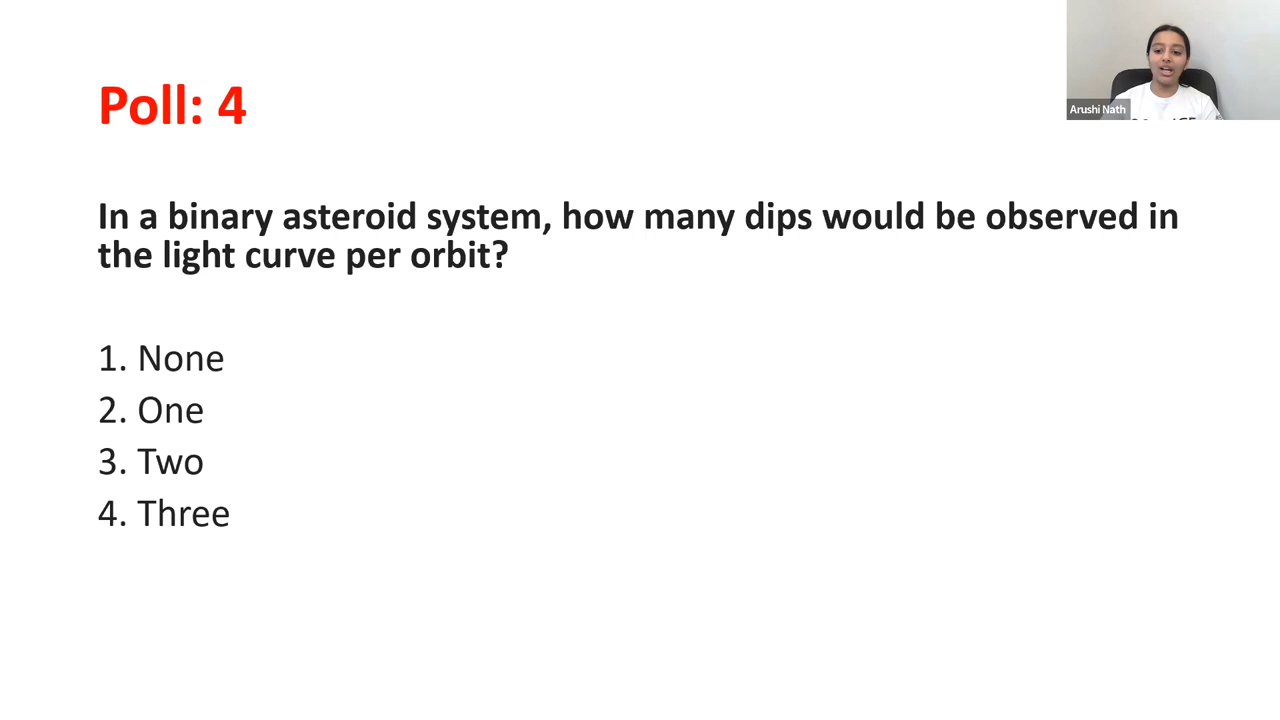 Poll: 4
Arushi Nath
In a binary asteroid system, how many dips would be observed in
the light curve per orbit?
1. None
2. One
3. Two
4. Three